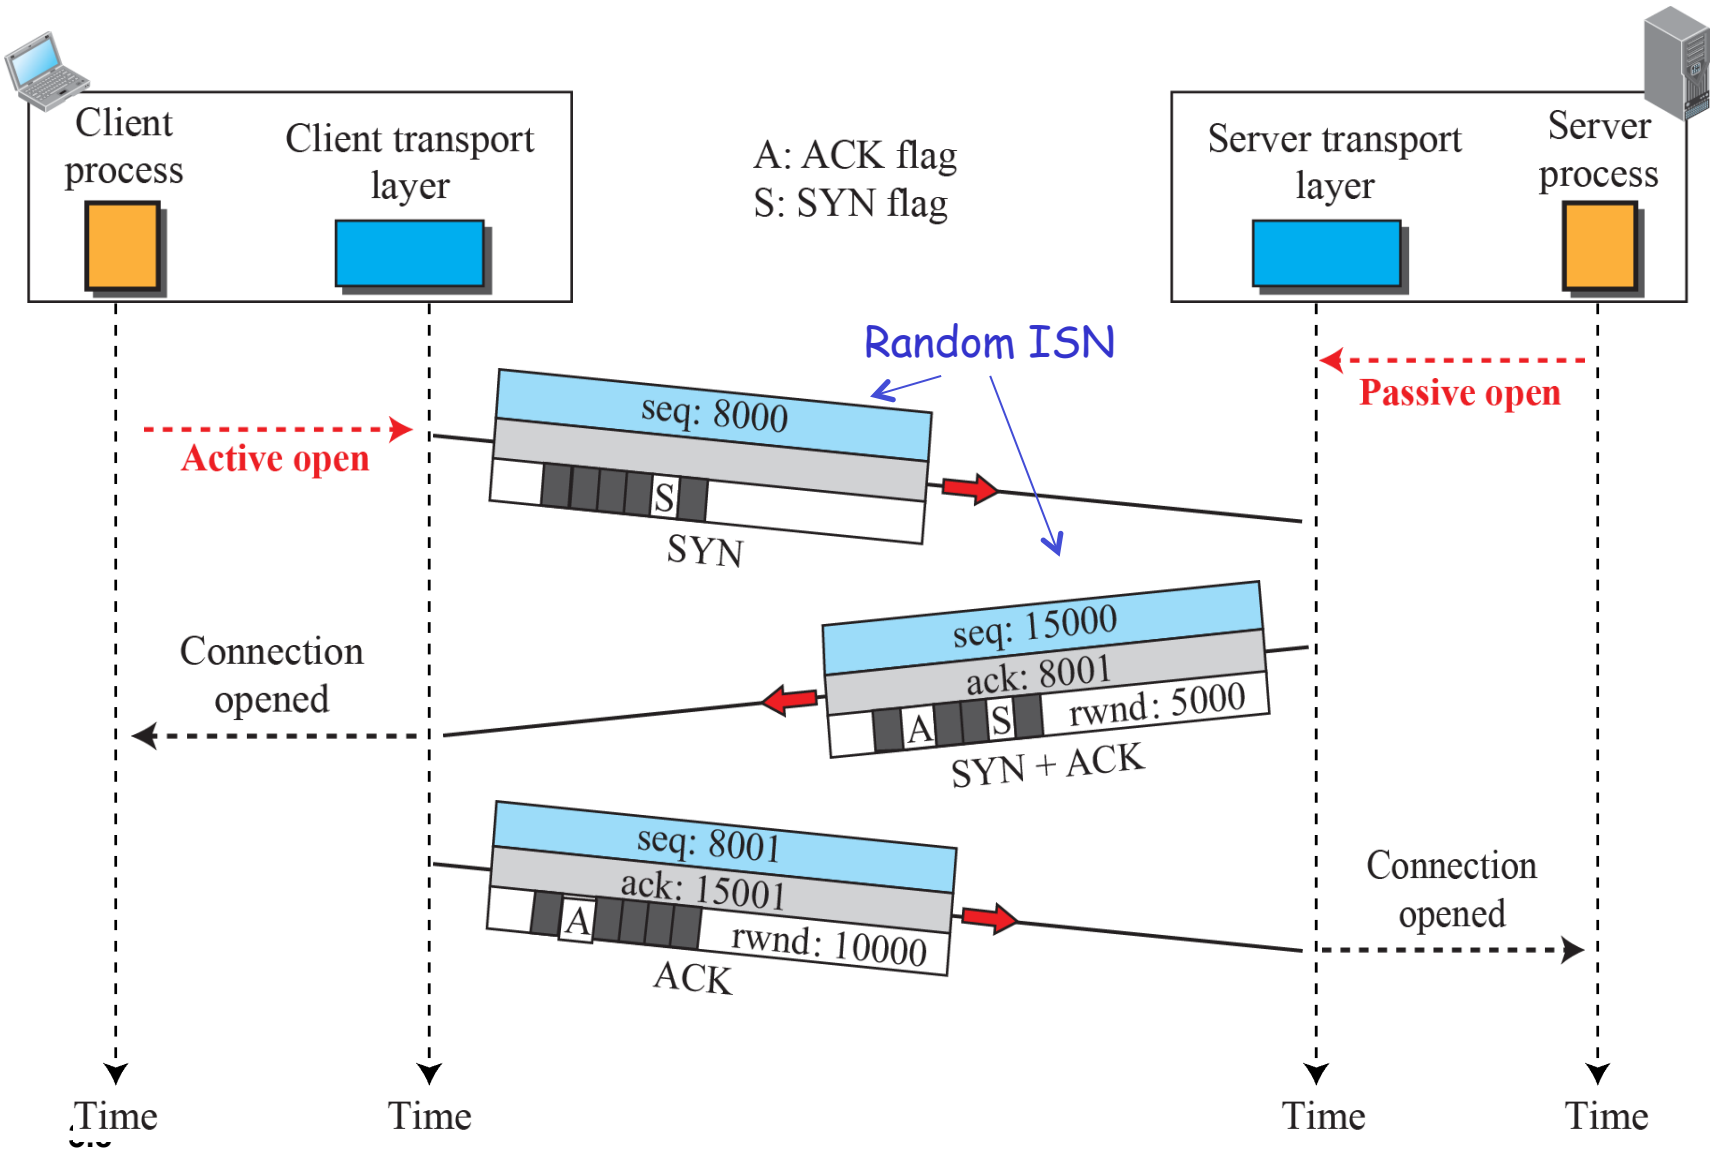 Client
process
Client transport
layer
A: ACK flag
S: SYN flag
Server transport
layer
Server
process
Random ISN
Passive open
Active open
seq: 8000
S
SYN
seq: 15000
ack: 8001
A
S
rwnd: 5000
SYN + ACK
Connection
opened
seq: 8001
ack: 15001
A
rwnd: 10000
ACK
Connection
opened
Time
Time
Time
Time